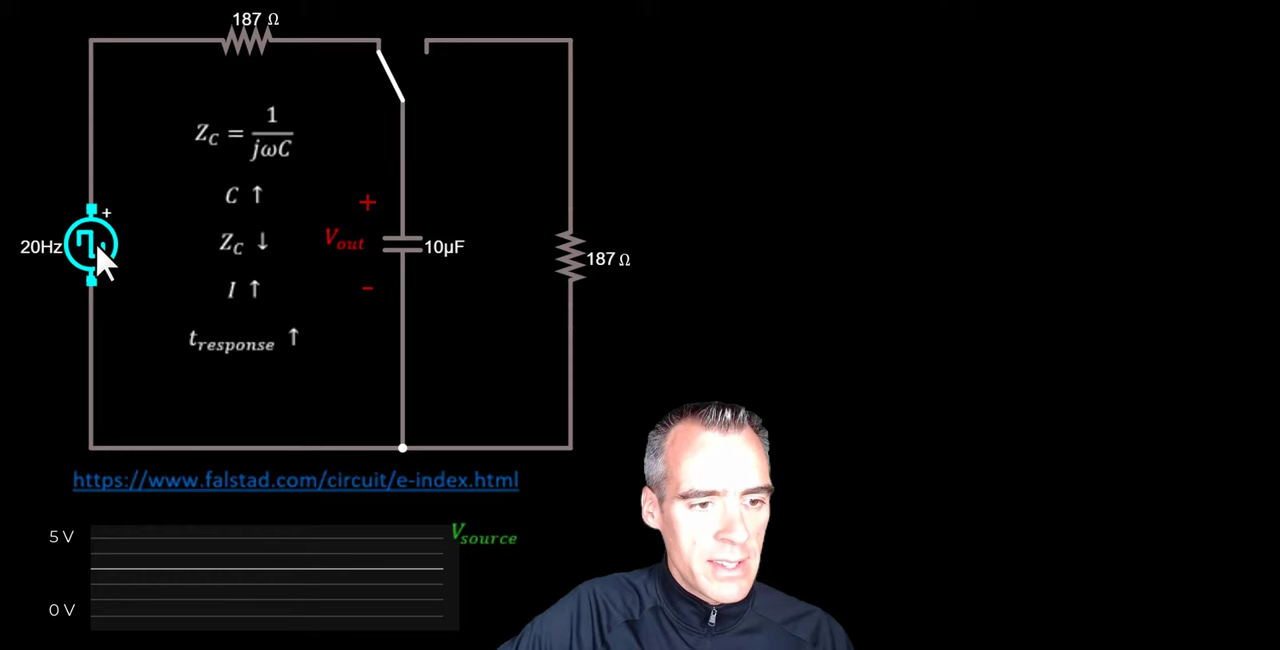 187 Ω
Z_C = 1/jωC
C ↑
+
+
20Hz
Z_C ↓
V_out
10μF
187 Ω
I ↑
-
t_response ↑
https://www.falstad.com/circuit/e-index.html
5 V
V_source
0 V